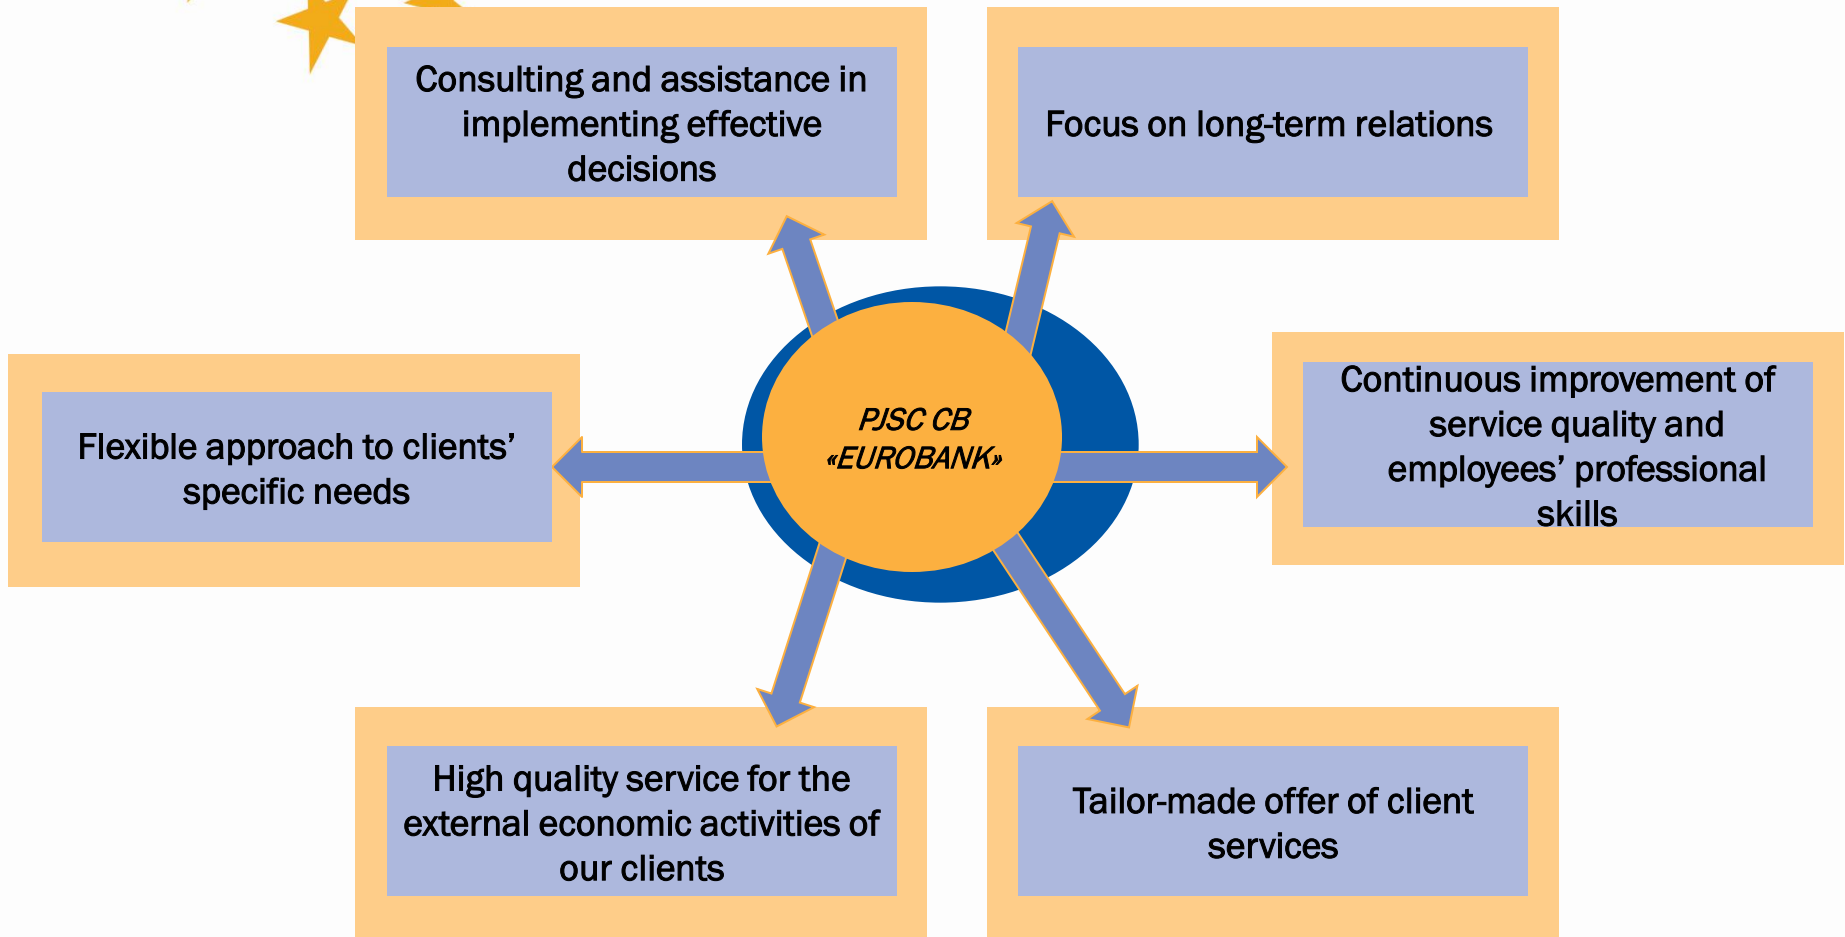 Consulting and assistance in
implementing effective
decisions
Focus on long-term relations
Flexible approach to clients’
specific needs
PJSC CB
«EUROBANK»
Continuous improvement of
service quality and
employees’ professional
skills
High quality service for the
external economic activities of
our clients
Tailor-made offer of client
services